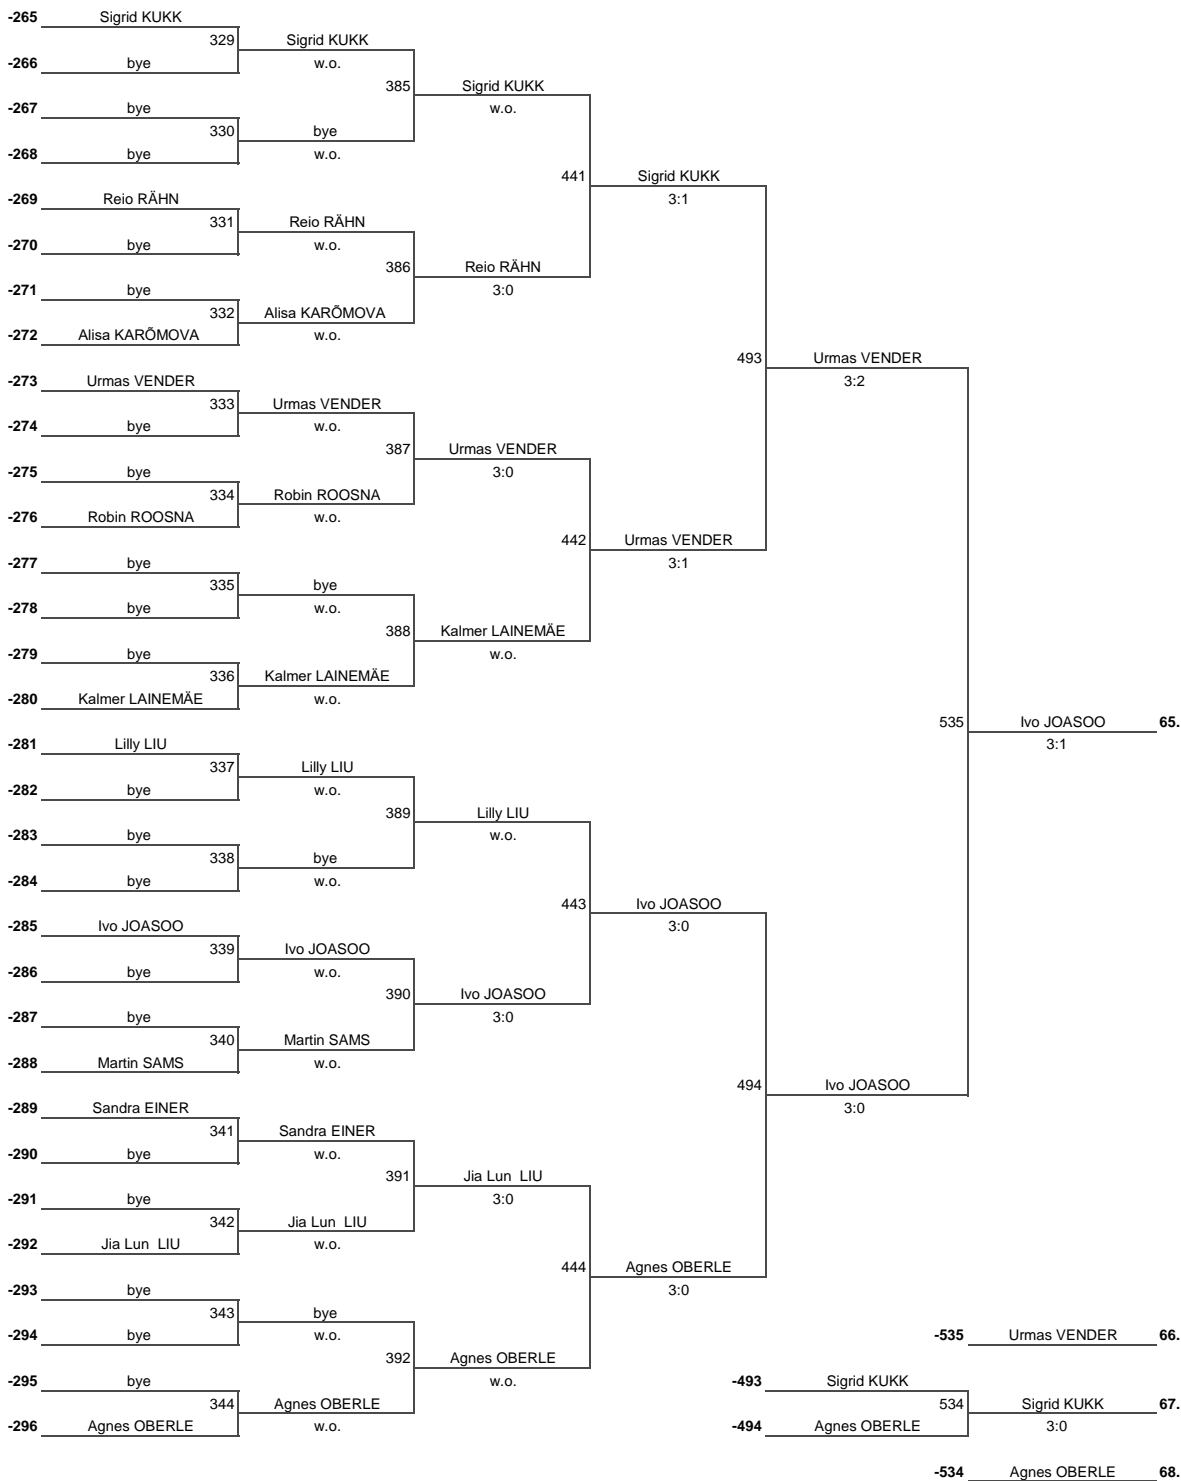 -265 Sigrid KUKK
329 Sigrid KUKK
-266 bye w.o.
385 Sigrid KUKK
-267 bye w.o.
330 bye
-268 bye w.o.
441 Sigrid KUKK
-269 Reio RÄHN 3:1
331 Reio RÄHN
-270 bye w.o.
386 Reio RÄHN
-271 bye 3:0
332 Alisa KARÕMOVA
-272 Alisa KARÕMOVA w.o.
493 Urmas VENDER
-273 Urmas VENDER 3:2
333 Urmas VENDER
-274 bye w.o.
387 Urmas VENDER
-275 bye 3:0
334 Robin ROOSNA
-276 Robin ROOSNA w.o.
442 Urmas VENDER
-277 bye 3:1
335 bye
-278 bye w.o.
388 Kalmer LAINEMÄE
-279 bye w.o.
336 Kalmer LAINEMÄE
-280 Kalmer LAINEMÄE w.o.
535 Ivo JOASOO 65.
-281 Lilly LIU 3:1
337 Lilly LIU
-282 bye w.o.
389 Lilly LIU
-283 bye w.o.
338 bye
-284 bye w.o.
443 Ivo JOASOO
-285 Ivo JOASOO 3:0
339 Ivo JOASOO
-286 bye w.o.
390 Ivo JOASOO
-287 bye 3:0
340 Martin SAMS
-288 Martin SAMS w.o.
494 Ivo JOASOO
-289 Sandra EINER 3:0
341 Sandra EINER
-290 bye w.o.
391 Jia Lun LIU
-291 bye 3:0
342 Jia Lun LIU
-292 Jia Lun LIU w.o.
444 Agnes OBERLE
-293 bye 3:0
343 bye
-294 bye w.o. -535 Urmas VENDER 66.
392 Agnes OBERLE
-295 bye w.o. -493 Sigrid KUKK
344 Agnes OBERLE 534 Sigrid KUKK 67.
-296 Agnes OBERLE w.o. -494 Agnes OBERLE 3:0
-534 Agnes OBERLE 68.